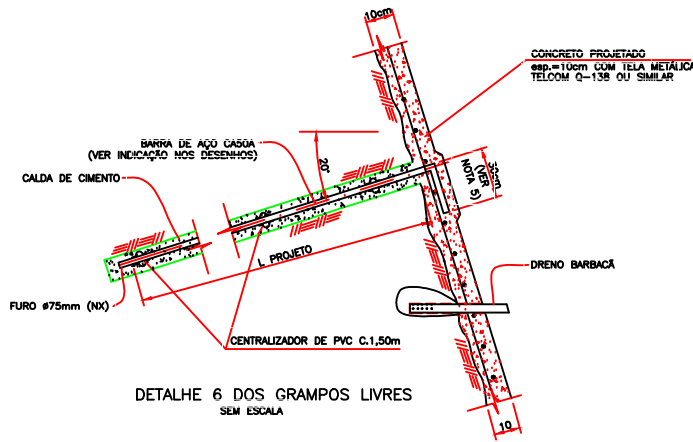 10cm
CONCRETO PROJETADO
esp.=10cm COM TELA METÁLICA
TELCOM Q-138 OU SIMILAR
BARRA DE AÇO CA50A
(VER INDICAÇÃO NOS DESENHOS)
20°
30cm
(VER
NOTA 5)
CALDA DE CIMENTO
L PROJETO
DRENO BARBACÃ
FURO ø75mm (NX)
CENTRALIZADOR DE PVC C.1,50m
DETALHE 6 DOS GRAMPOS LIVRES
SEM ESCALA
10